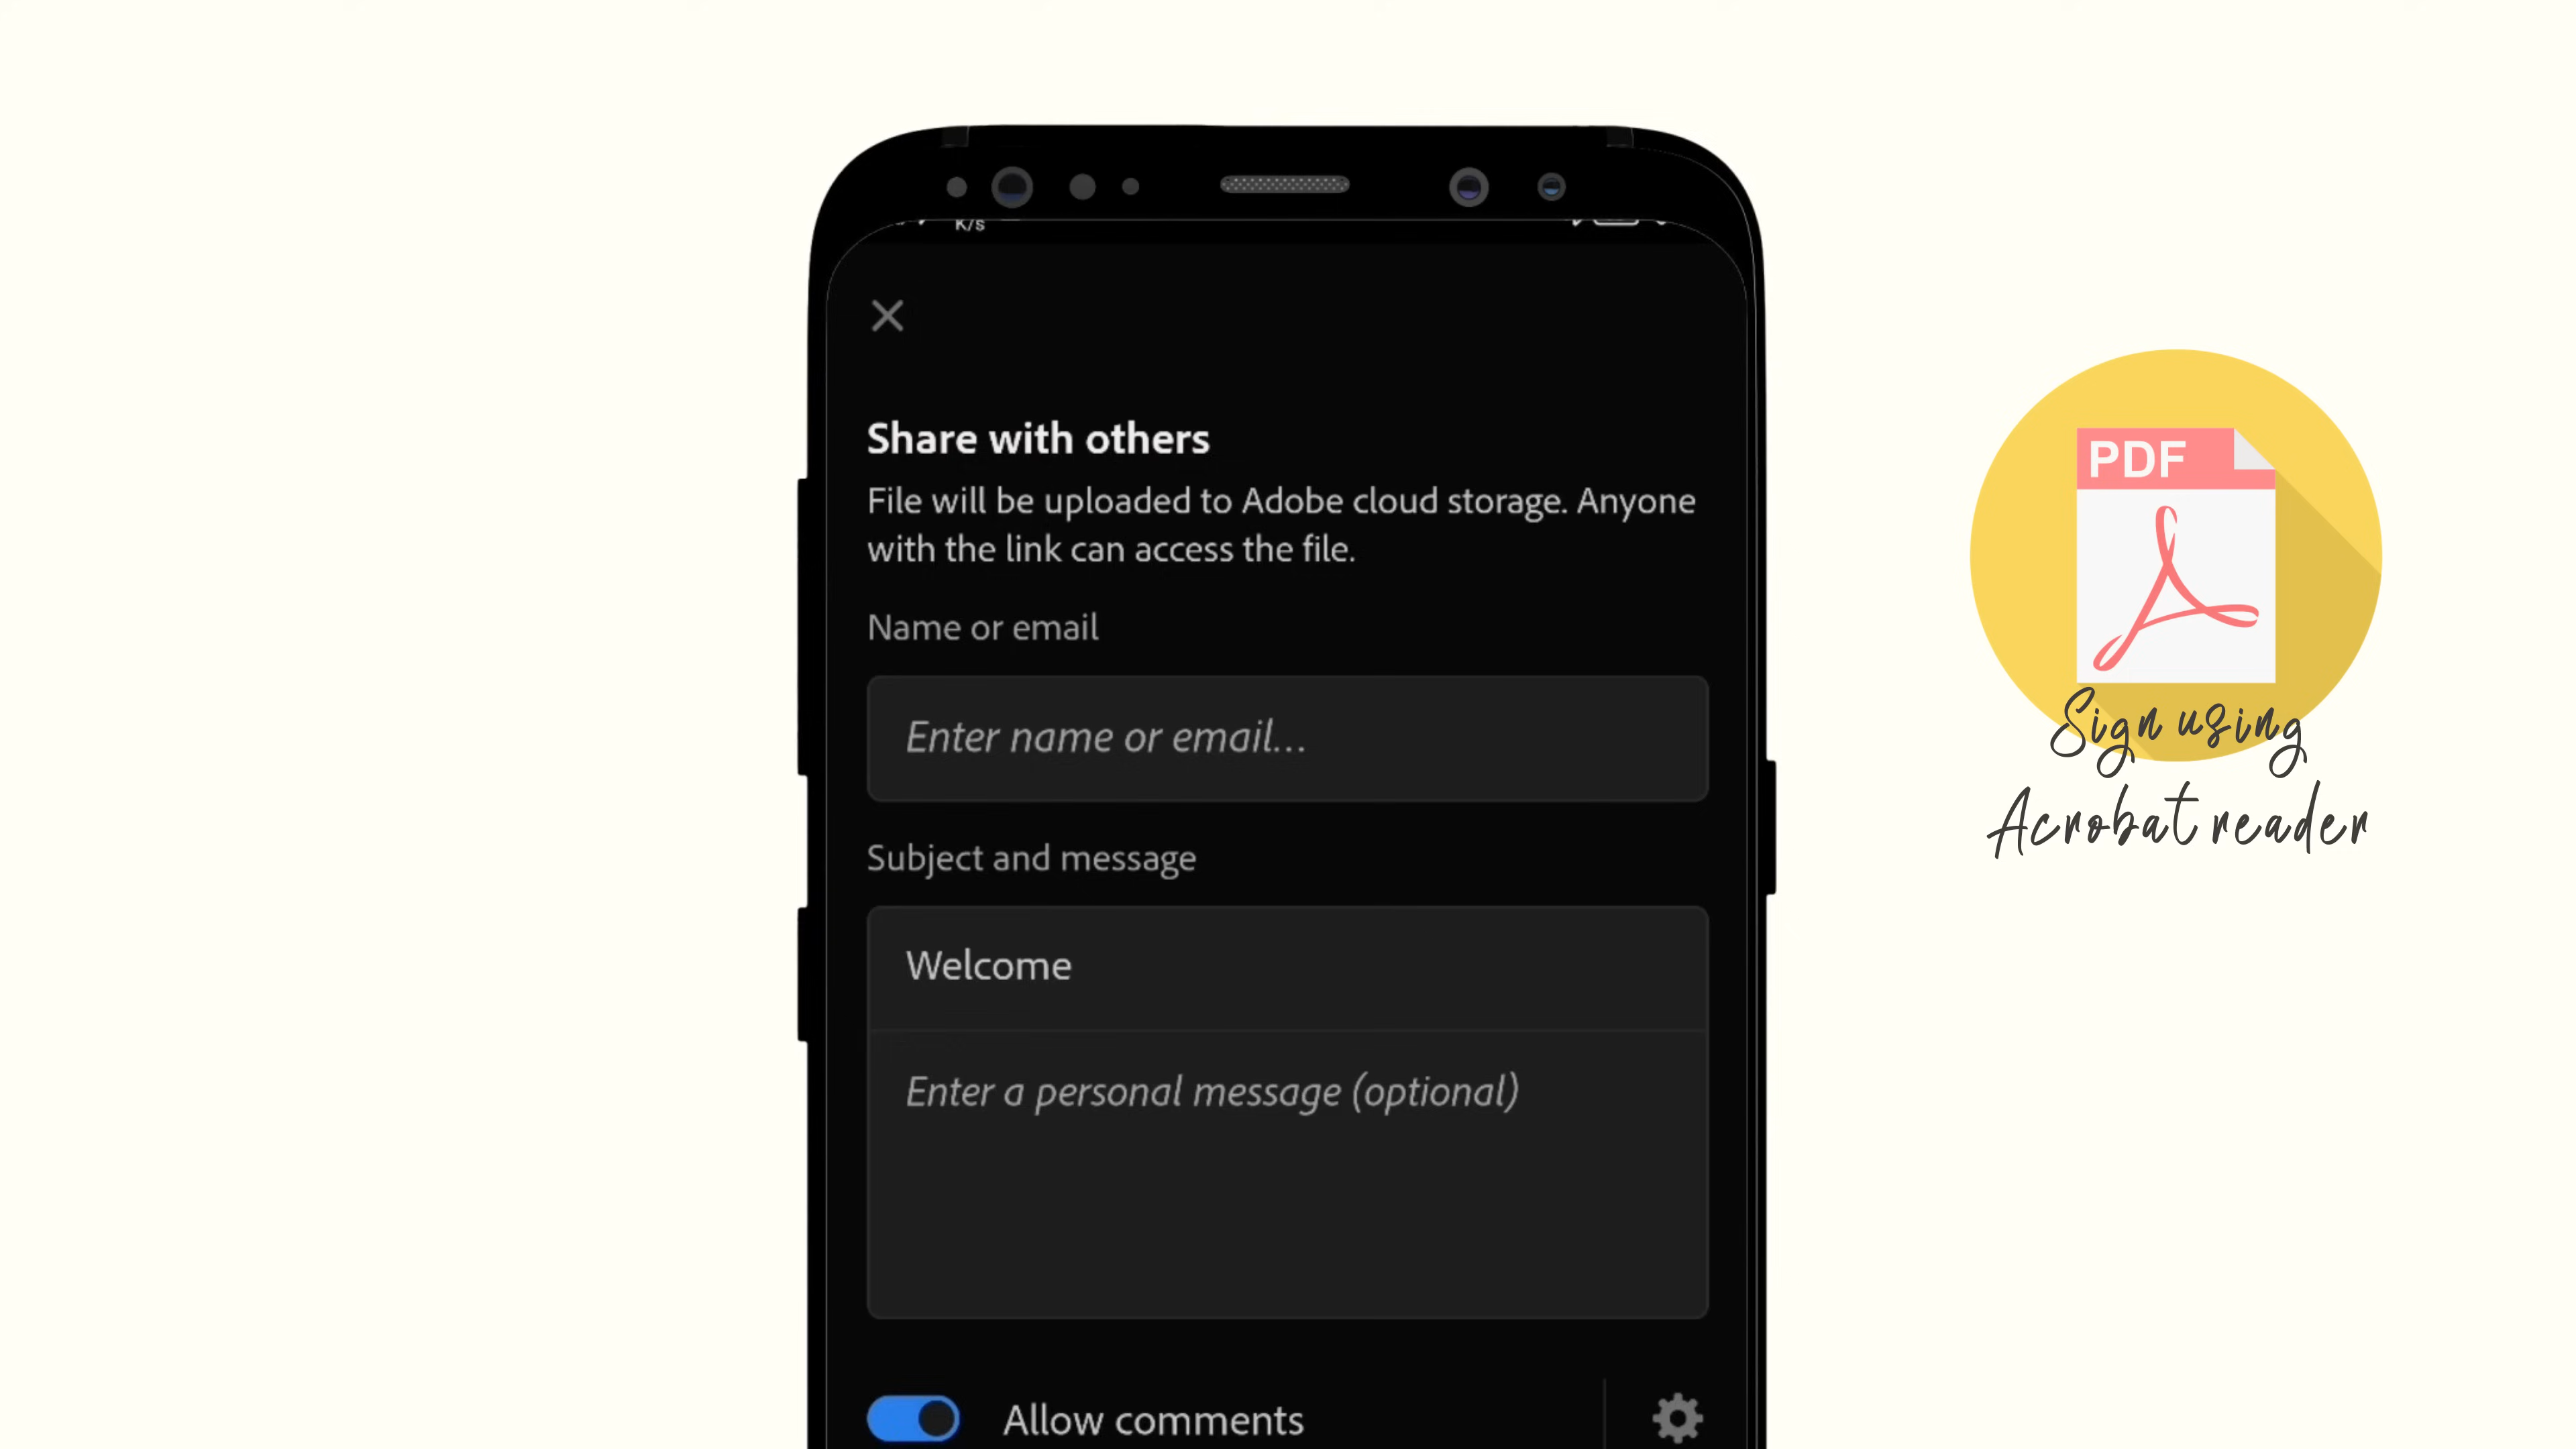 K/s
Share with others
File will be uploaded to Adobe cloud storage. Anyone
with the link can access the file.
Name or email
Enter name or email...
Subject and message
Welcome
Enter a personal message (optional)
Allow comments
PDF
Sign using
Acrobat reader